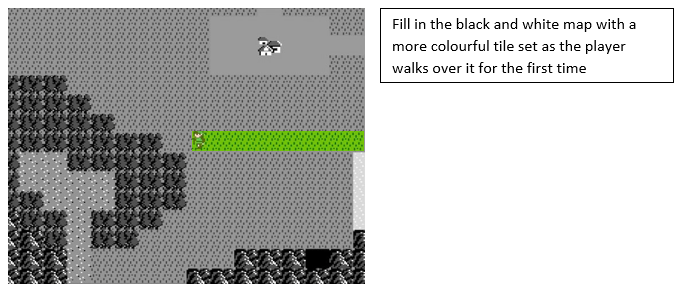 Fill in the black and white map with a
more colourful tile set as the player
walks over it for the first time